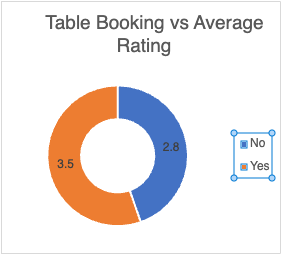 Table Booking vs Average
Rating
2.8
3.5
No
Yes